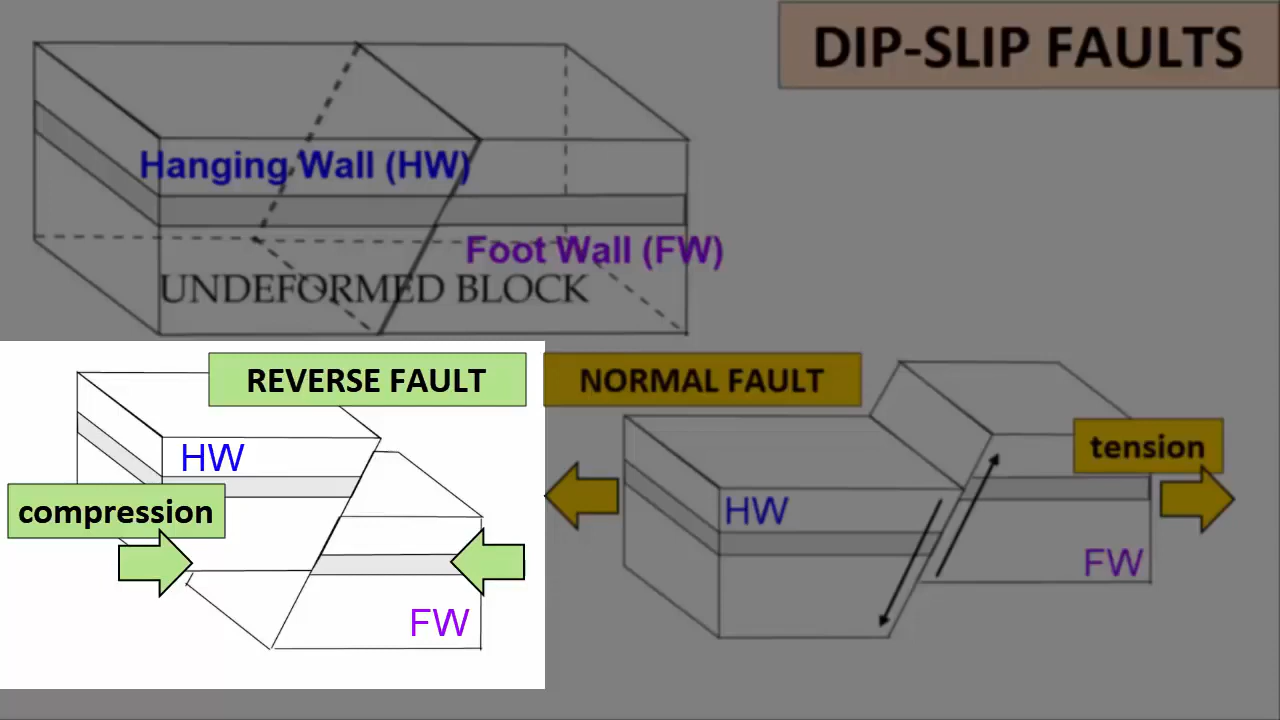 DIP-SLIP FAULTS
Hanging Wall (HW)
Foot Wall (FW)
UNDEFORMED BLOCK
REVERSE FAULT
HW
compression
FW
NORMAL FAULT
tension
HW
FW